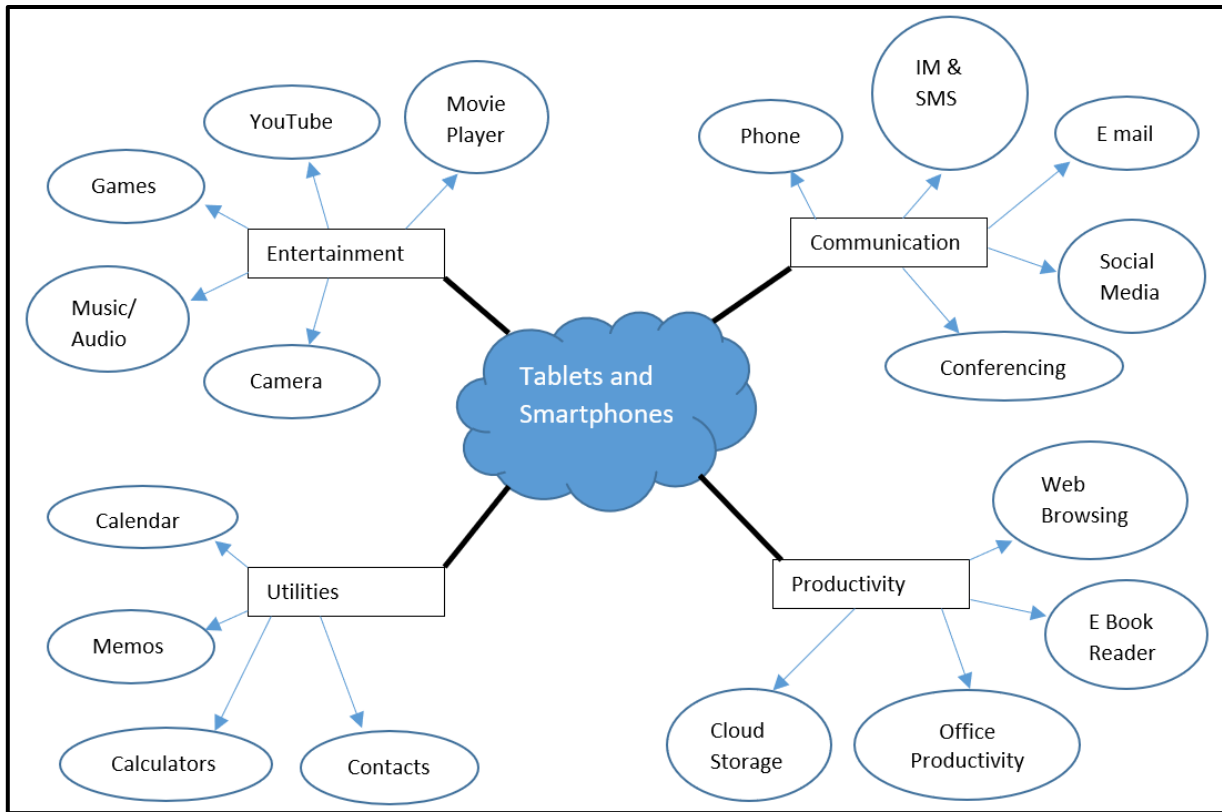 YouTube
Movie
Player
Games
Entertainment
Music/
Audio
Camera
IM &
SMS
Phone
E mail
Communication
Social
Media
Conferencing
Tablets and
Smartphones
Calendar
Utilities
Memos
Calculators
Contacts
Web
Browsing
Productivity
E Book
Reader
Cloud
Storage
Office
Productivity